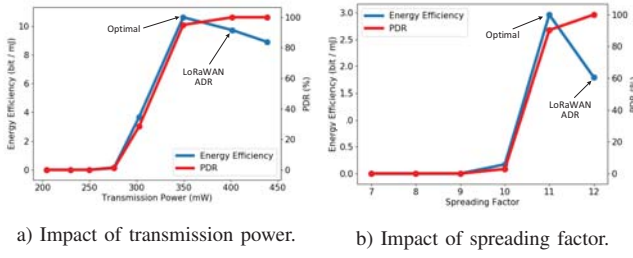 Energy Efficiency (bit / mJ)
10
8
6
4
2
0
Optimal
LoRaWAN
ADR
Energy Efficiency
PDR
200
250
300
350
400
450
Transmission Power (mW)
100
80
60
40
20
0
PDR (%)
a) Impact of transmission power.
Energy Efficiency (bit / mJ)
3.0
2.5
2.0
1.0
0.5
0.0
Energy Efficiency
PDR
Optimal
LoRaWAN
ADR
7
8
9
10
11
12
Spreading Factor
100
80
60
40
20
0
PDR (%)
b) Impact of spreading factor.